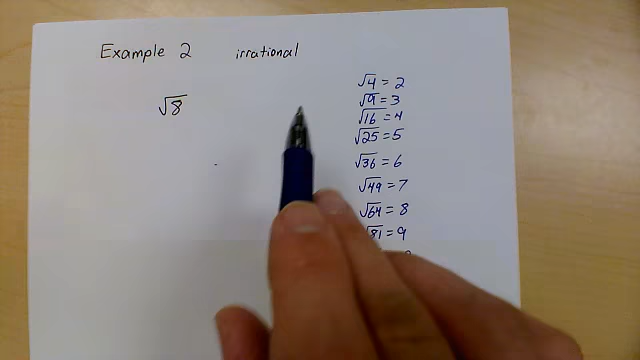 Example 2 irrational
√8
√4 = 2
√9 = 3
√16 = 4
√25 = 5
√36 = 6
√49 = 7
√64 = 8
√81 = 9